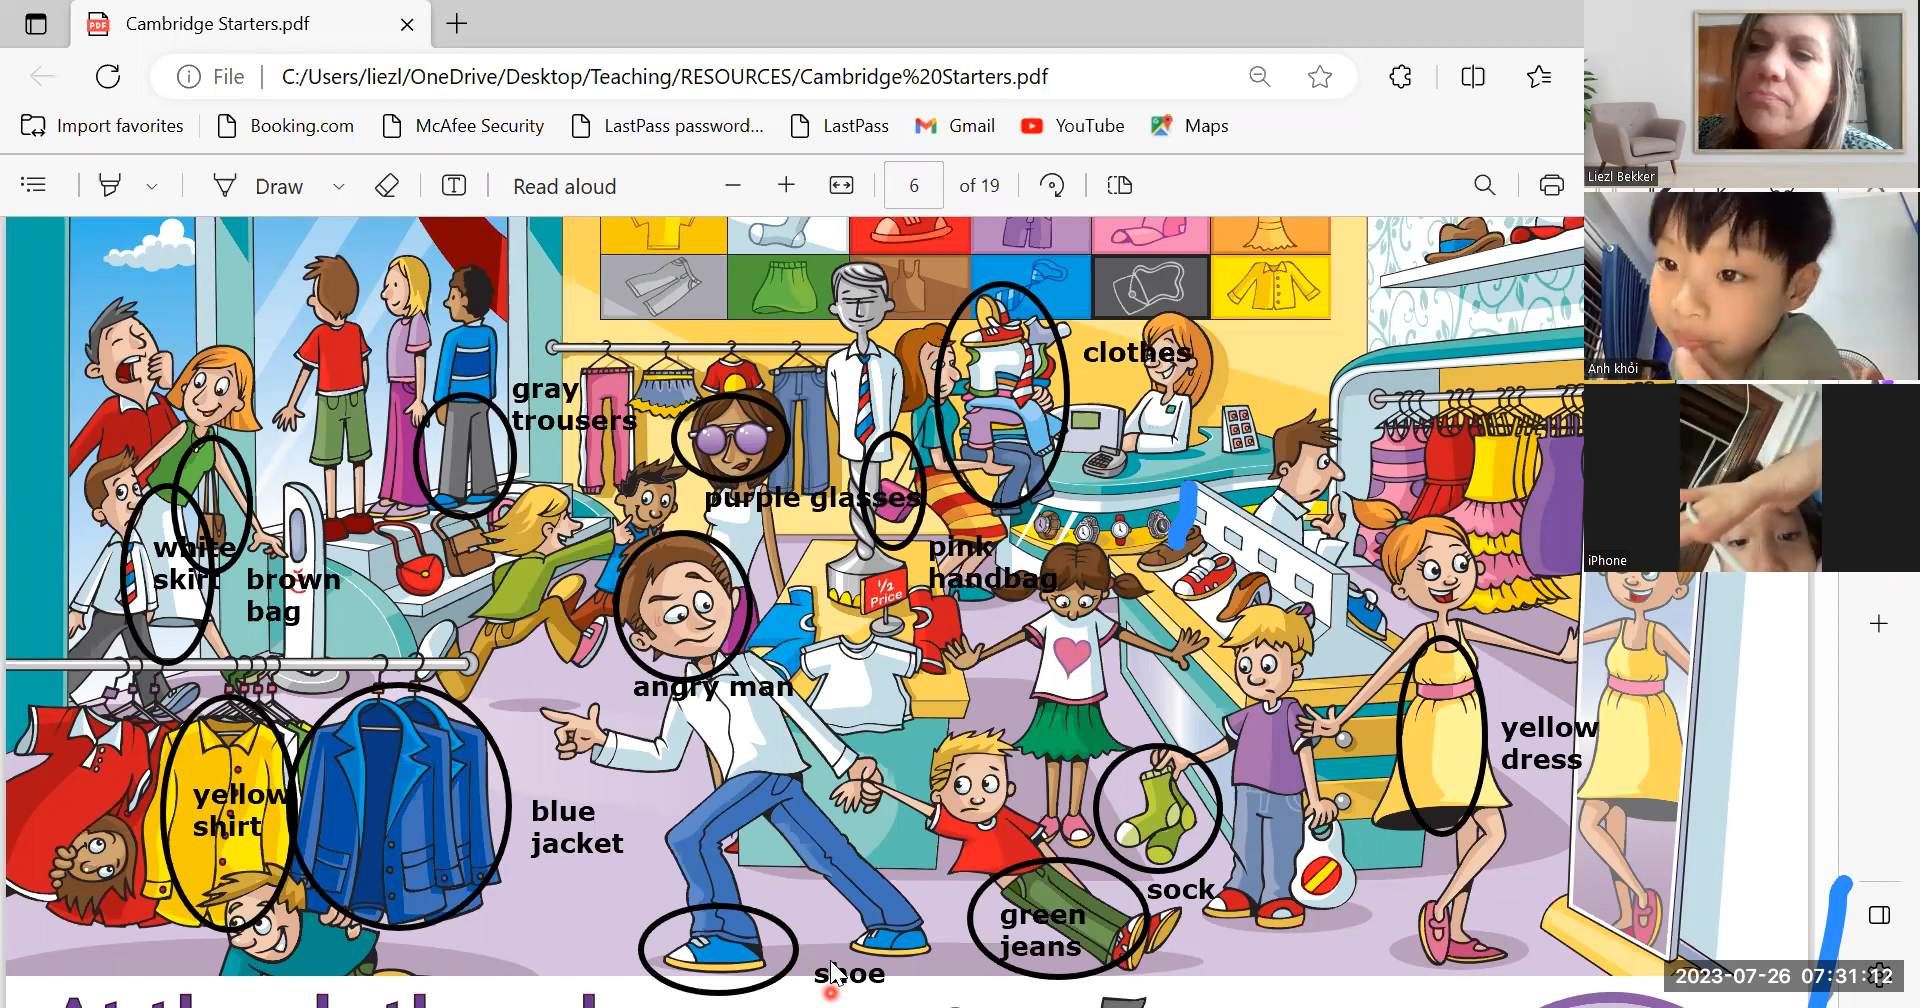 Cambridge Starters.pdf
File
C:/Users/liezl/OneDrive/Desktop/Teaching/RESOURCES/Cambridge%20Starters.pdf
Import favorites
Booking.com
McAfee Security
LastPass password...
LastPass
Gmail
YouTube
Maps
Draw
Read aloud
6
of 19
Liezl Bekker
Anh khôi
iPhone
clothes
gray
trousers
purple glasses
pink
handbag
white
skirt
brown
bag
1/2
Price
angry man
yellow
dress
yellow
shirt
blue
jacket
sock
green
jeans
shoe
2023-07-26 07:31:12